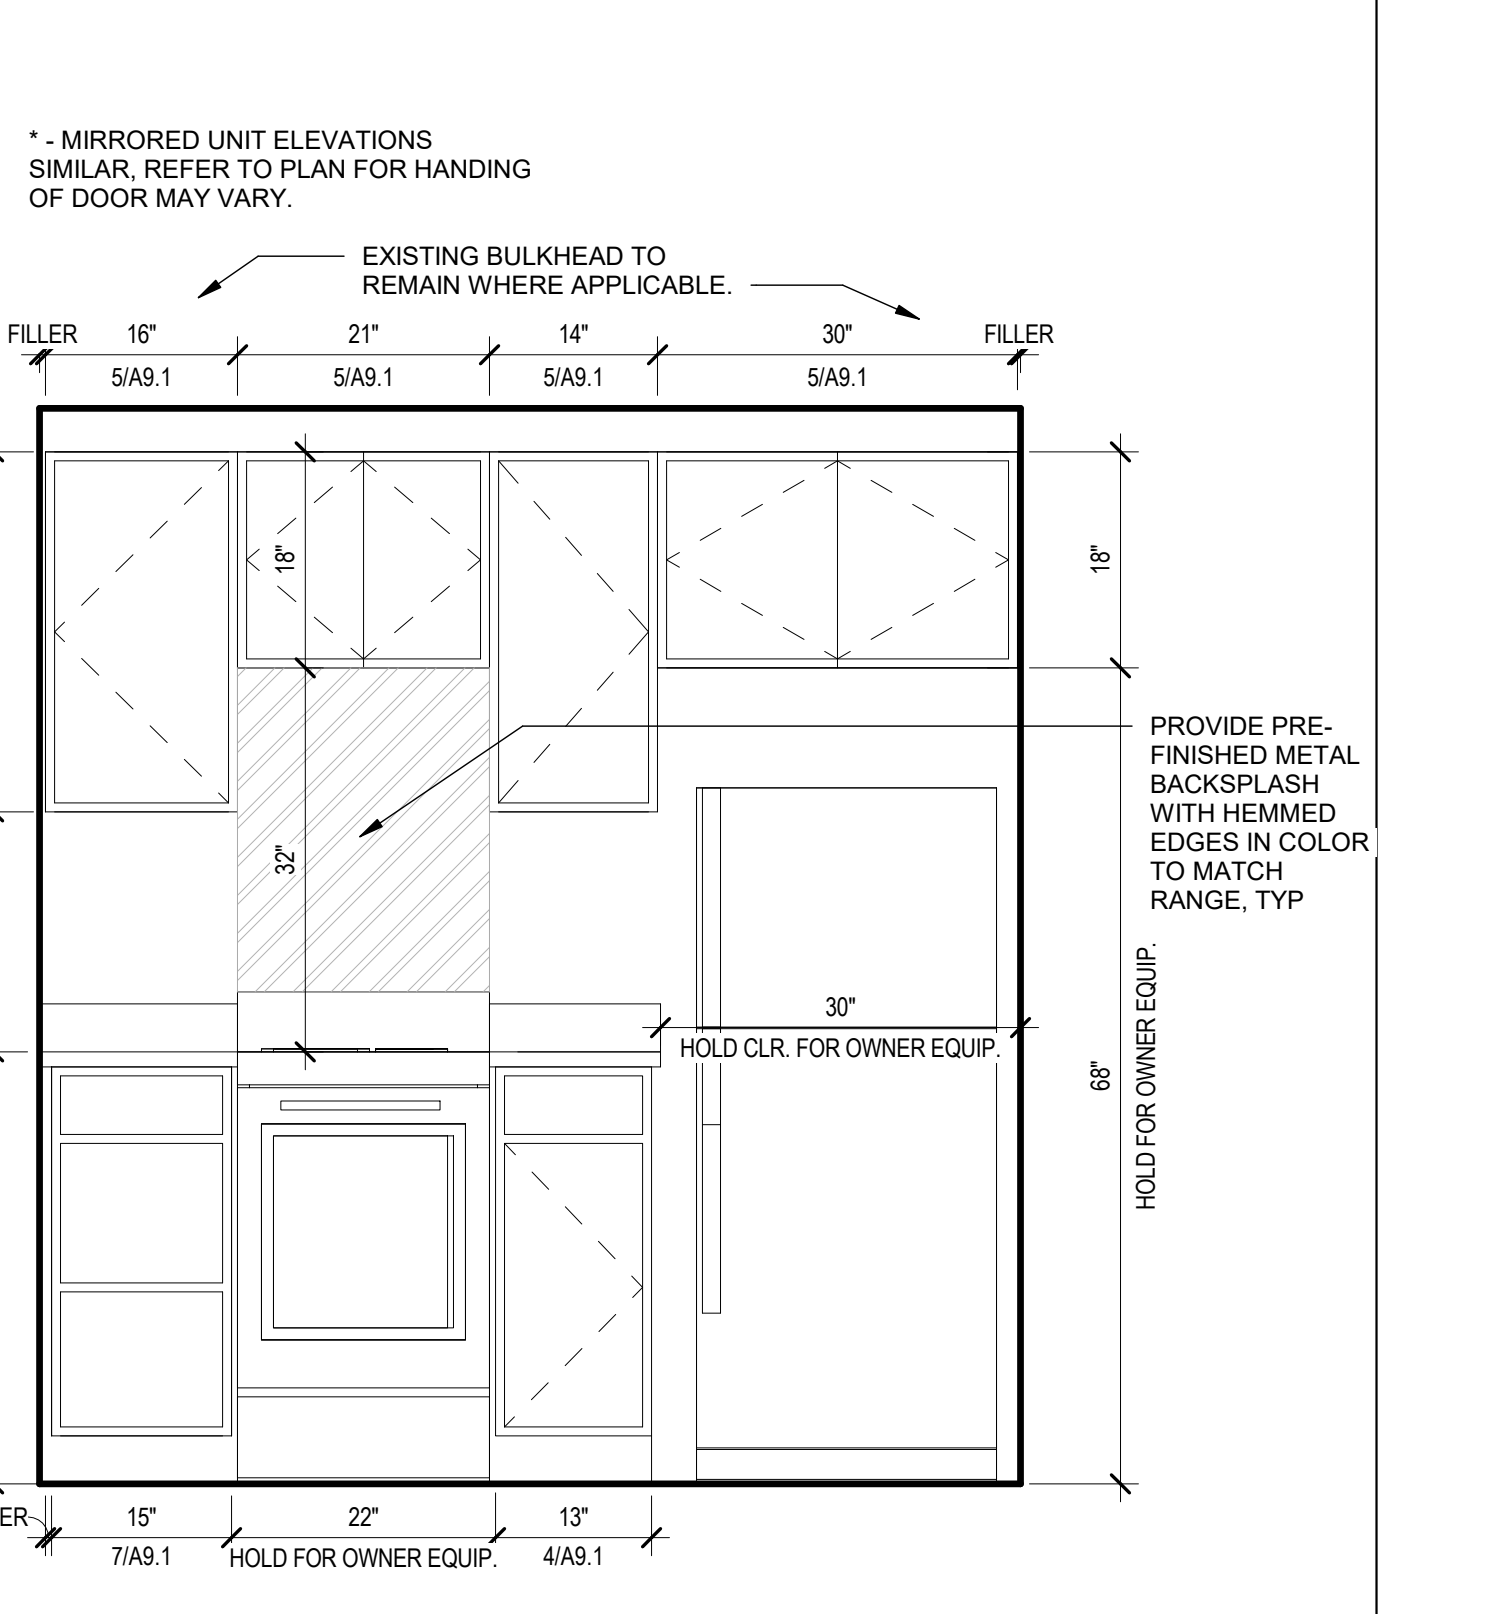 * - MIRRORED UNIT ELEVATIONS
SIMILAR, REFER TO PLAN FOR HANDING
OF DOOR MAY VARY.
EXISTING BULKHEAD TO
REMAIN WHERE APPLICABLE.
FILLER 16" 21" 14" 30" FILLER
5/A9.1 5/A9.1 5/A9.1 5/A9.1
18"
18"
PROVIDE PRE-
FINISHED METAL
BACKSPLASH
WITH HEMMED
EDGES IN COLOR
TO MATCH
RANGE, TYP
32"
30"
HOLD CLR. FOR OWNER EQUIP.
68"
HOLD FOR OWNER EQUIP.
ER 15" 22" 13"
7/A9.1 HOLD FOR OWNER EQUIP. 4/A9.1